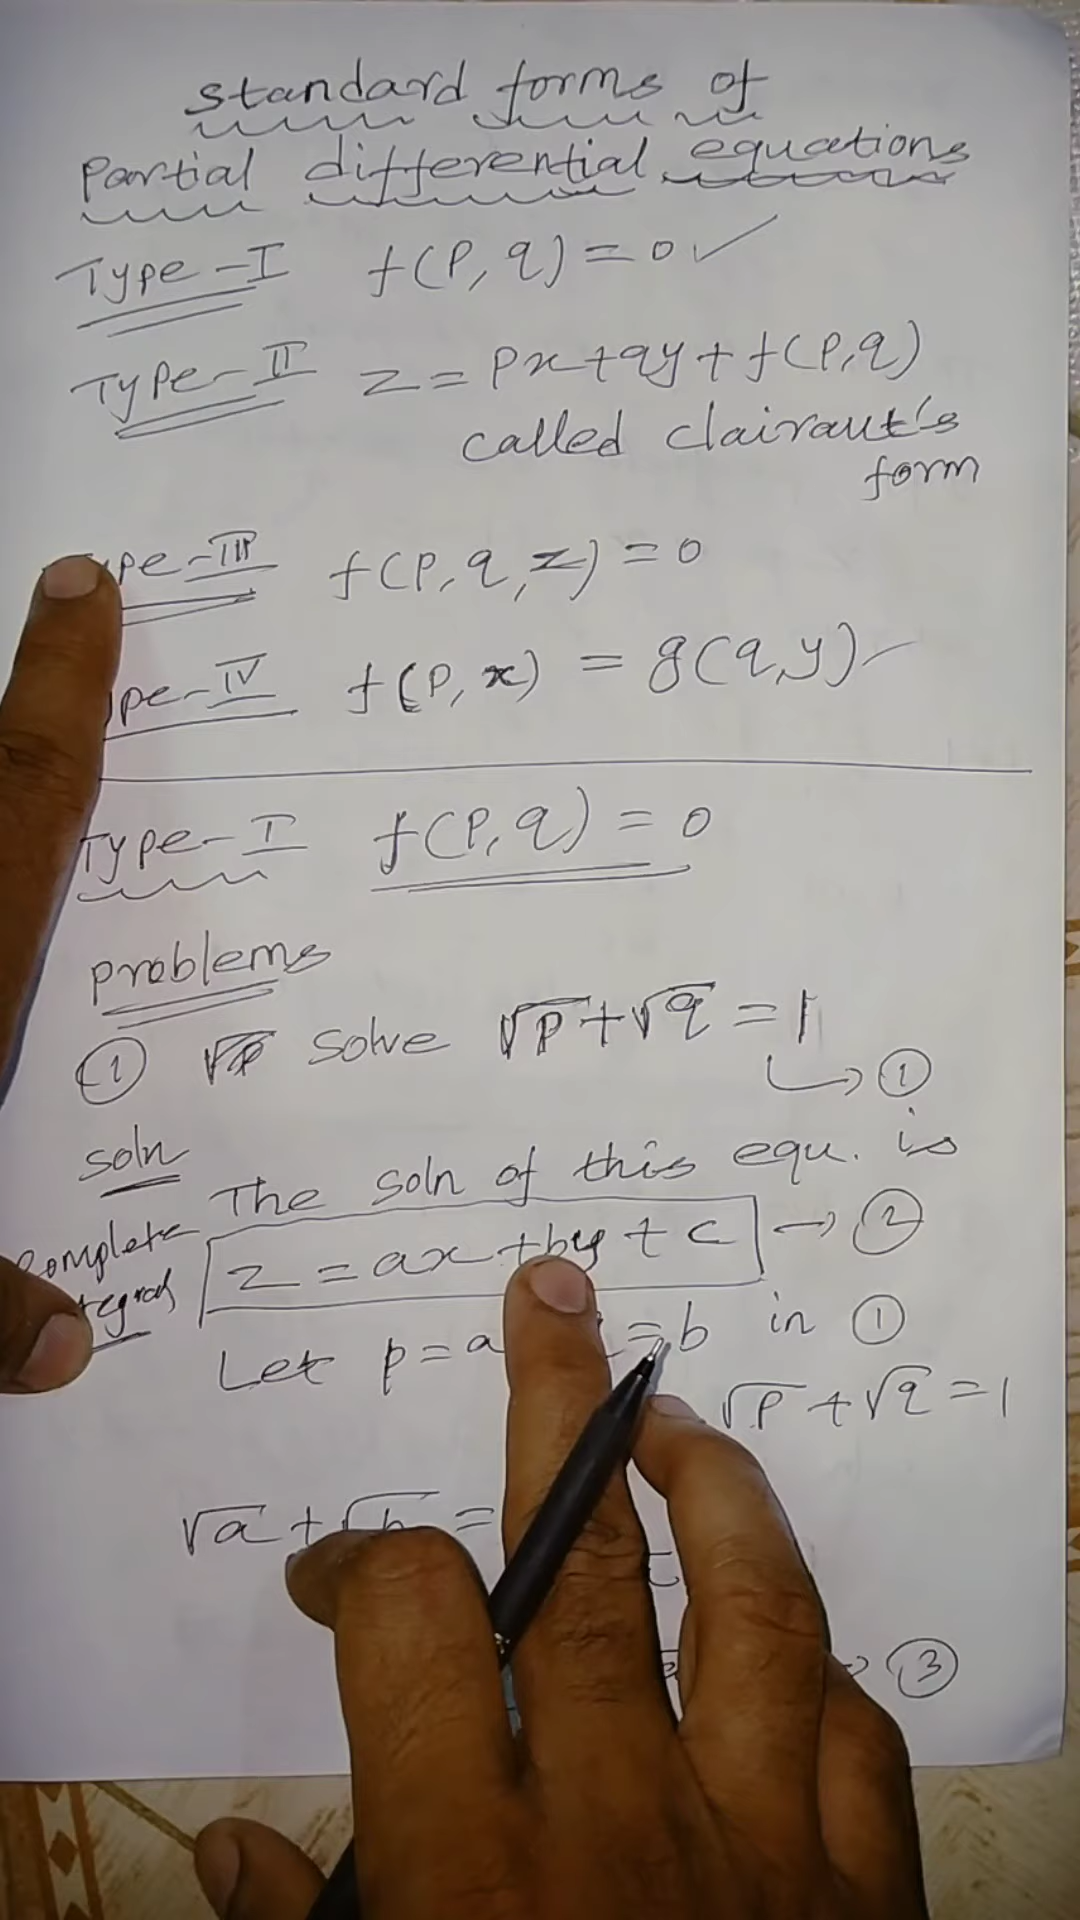 standard forms of
Partial differential equations
Type-I f(P, q) = 0 ✓
Type-II z = Px + qy + f(P, q)
called clairaut's
form
pe-III f(P, q, z) = 0
pe-IV f(P, x) = g(q, y)
Type-I f(P, q) = 0
problems
① solve √P + √q = 1
→ ①
soln
The soln of this equ. is
Complete z = ax + by + c → ②
Let p = a = b in ①
√P + √q = 1
√a + √b =
→ ③